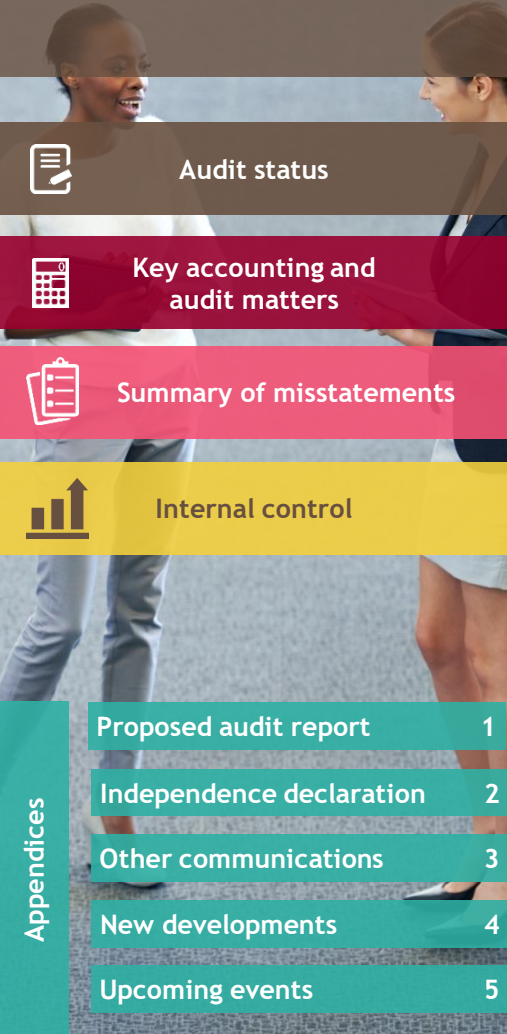 Audit status
Key accounting and
audit matters
Summary of misstatements
Internal control
Appendices
Proposed audit report 1
Independence declaration 2
Other communications 3
New developments 4
Upcoming events 5